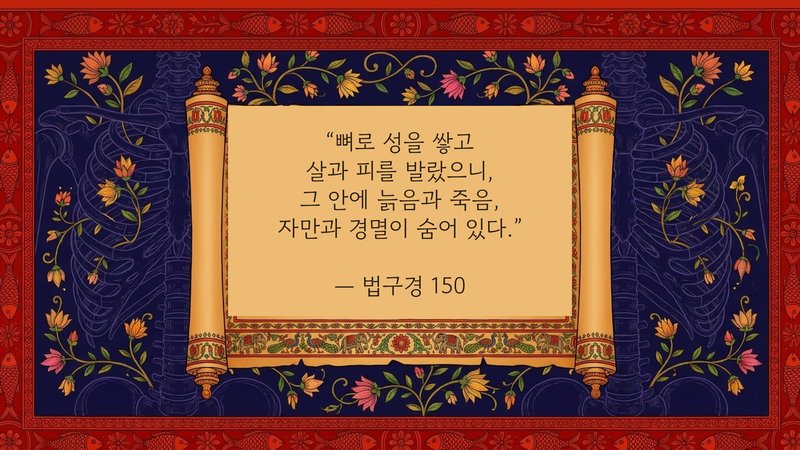 “뼈로 성을 쌓고
살과 피를 발랐으니,
그 안에 늙음과 죽음,
자만과 경멸이 숨어 있다.”
— 법구경 150